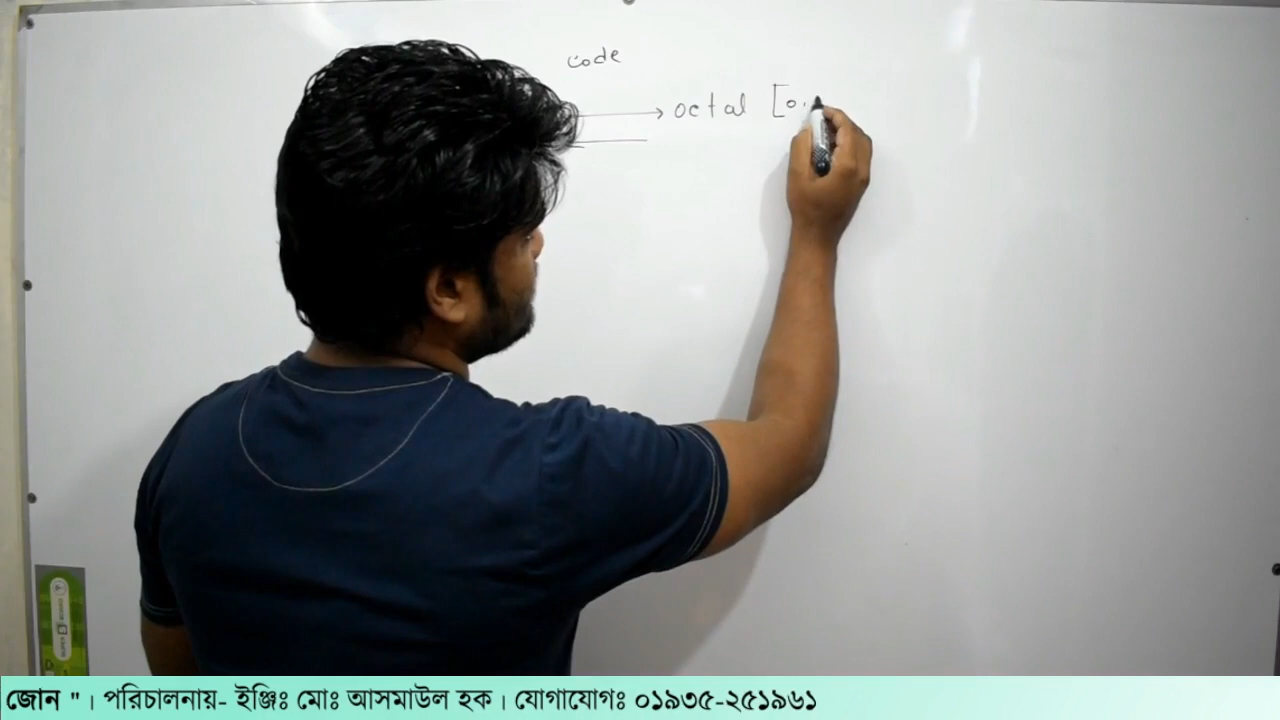 code
octal [0,
জোন " । পরিচালনায়- ইঞ্জিঃ মোঃ আসমাউল হক। যোগাযোগঃ ০১৯৩৫-২৫১৯৬১